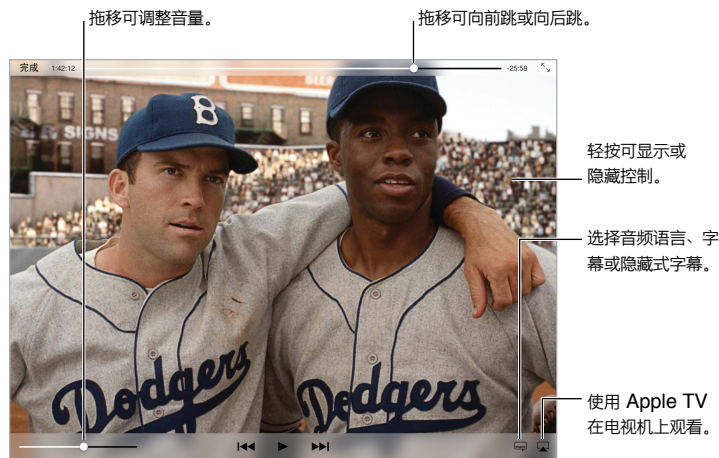 拖移可调整音量。
拖移可向前跳或向后跳。
完成 1:42:12 -25:58
B
SIGNS
轻按可显示或
隐藏控制。
选择音频语言、字
幕或隐藏式字幕。
Dodgers
Dodgers
使用 Apple TV
在电视机上观看。